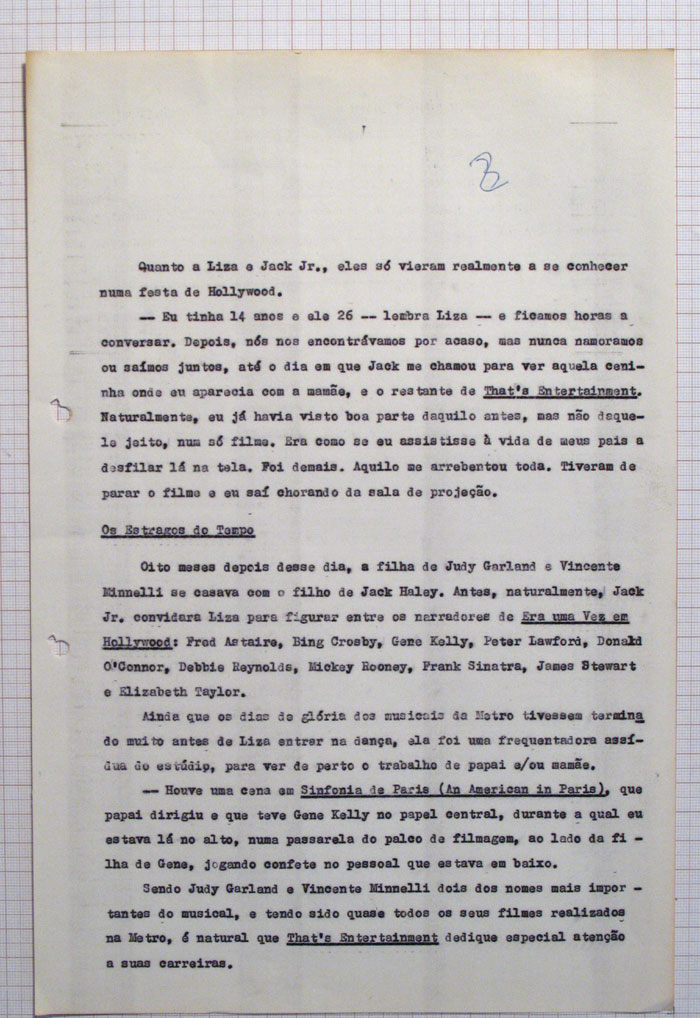 3
Quanto a Liza e Jack Jr., eles só vieram realmente a se conhecer
numa festa de Hollywood.
-- Eu tinha 14 anos e ele 26 -- lembra Liza -- e ficamos horas a
conversar. Depois, nós nos encontrávamos por acaso, mas nunca namoramos
ou saímos juntos, até o dia em que Jack me chamou para ver aquela ceni-
nha onde eu aparecia com a mamãe, e o restante de That's Entertainment.
Naturalmente, eu já havia visto boa parte daquilo antes, mas não daque-
le jeito, num só filme. Era como se eu assistisse à vida de meus pais a
desfilar lá na tela. Foi demais. Aquilo me arrebentou toda. Tiveram de
parar o filme e eu saí chorando da sala de projeção.
Os Estragos do Tempo
Oito meses depois desse dia, a filha de Judy Garland e Vincente
Minnelli se casava com o filho de Jack Haley. Antes, naturalmente, Jack
Jr. convidara Liza para figurar entre os narradores de Era uma Vez em
Hollywood: Fred Astaire, Bing Crosby, Gene Kelly, Peter Lawford, Donald
O'Connor, Debbie Reynolds, Mickey Rooney, Frank Sinatra, James Stewart
e Elizabeth Taylor.
Ainda que os dias de glória dos musicais da Metro tivessem termina
do muito antes de Liza entrar na dança, ela foi uma frequentadora assí-
dua do estúdio, para ver de perto o trabalho de papai e/ou mamãe.
-- Houve uma cena em Sinfonia de Paris (An American in Paris), que
papai dirigiu e que teve Gene Kelly no papel central, durante a qual eu
estava lá no alto, numa passarela do palco de filmagem, ao lado da fi -
lha de Gene, jogando confete no pessoal que estava em baixo.
Sendo Judy Garland e Vincente Minnelli dois dos nomes mais impor -
tantes do musical, e tendo sido quase todos os seus filmes realizados
na Metro, é natural que That's Entertainment dedique especial atenção
a suas carreiras.